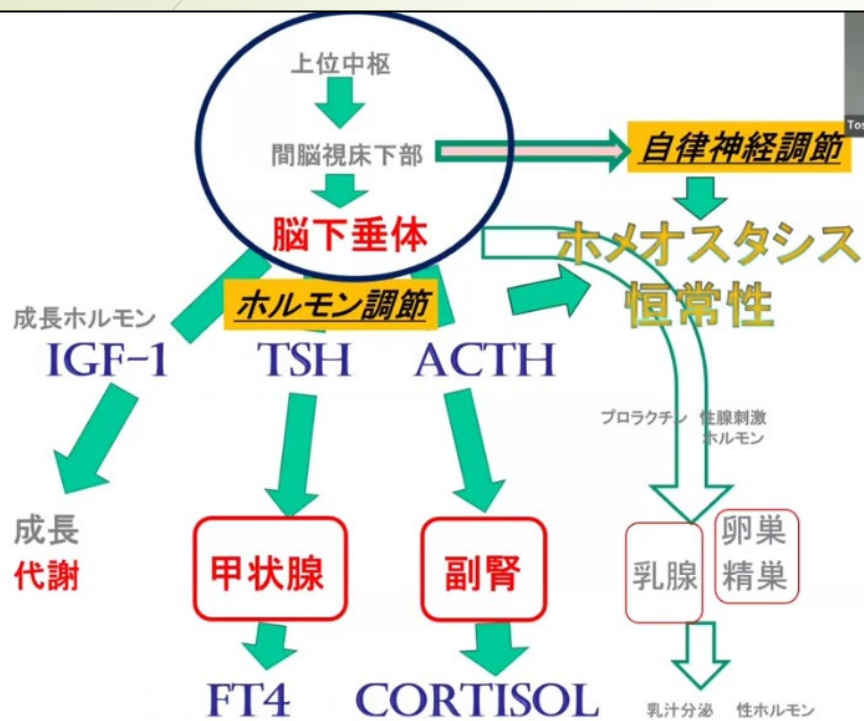 上位中枢
間脳視床下部
自律神経調節
脳下垂体
ホメオスタシス
恒常性
ホルモン調節
成長ホルモン
IGF-1 TSH ACTH
プロラクチン 性腺刺激
ホルモン
成長
代謝
甲状腺
副腎
乳腺
卵巣
精巣
FT4 CORTISOL
乳汁分泌 性ホルモン